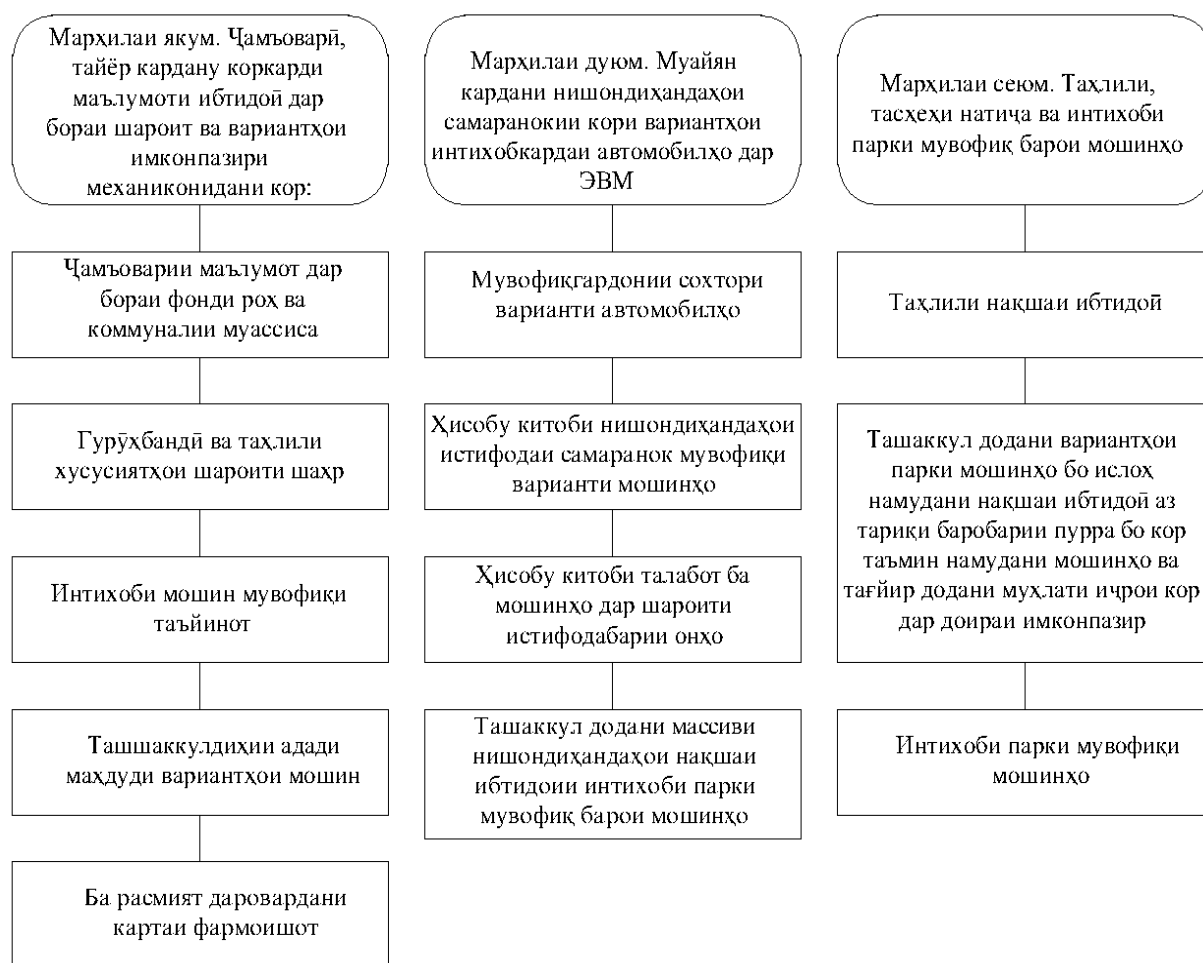 Марҳилаи якум. Ҷамъоварӣ,
тайёр кардану коркарди
маълумоти ибтидоӣ дар
бораи шароит ва вариантҳои
имконпазири
механиконидани кор:
Ҷамъоварии маълумот дар
бораи фонди роҳ ва
коммуналии муассиса
Гурӯҳбандӣ ва таҳлили
хусусиятҳои шароити шаҳр
Интихоби мошин мувофиқи
таъйинот
Ташшаккулдиҳии адади
маҳдуди вариантҳои мошин
Ба расмият даровардани
картаи фармоишот
Марҳилаи дуюм. Муайян
кардани нишондиҳандаҳои
самаранокии кори вариантҳои
интихобкардаи автомобилҳо дар
ЭВМ
Мувофиқгардонии сохтори
варианти автомобилҳо
Ҳисобу китоби нишондиҳандаҳои
истифодаи самаранок мувофиқи
варианти мошинҳо
Ҳисобу китоби талабот ба
мошинҳо дар шароити
истифодабарии онҳо
Ташаккул додани массиви
нишондиҳандаҳои нақшаи
ибтидоии интихоби парки
мувофиқ барои мошинҳо
Марҳилаи сеюм. Таҳлили,
тасҳеҳи натиҷа ва интихоби
парки мувофиқ барои мошинҳо
Таҳлили нақшаи ибтидоӣ
Ташаккул додани вариантҳои
парки мошинҳо бо ислоҳ
намудани нақшаи ибтидоӣ аз
тариқи баробарии пурра бо кор
таъмин намудани мошинҳо ва
тағйир додани муҳлати иҷрои кор
дар доираи имконпазир
Интихоби парки мувофиқи
мошинҳо